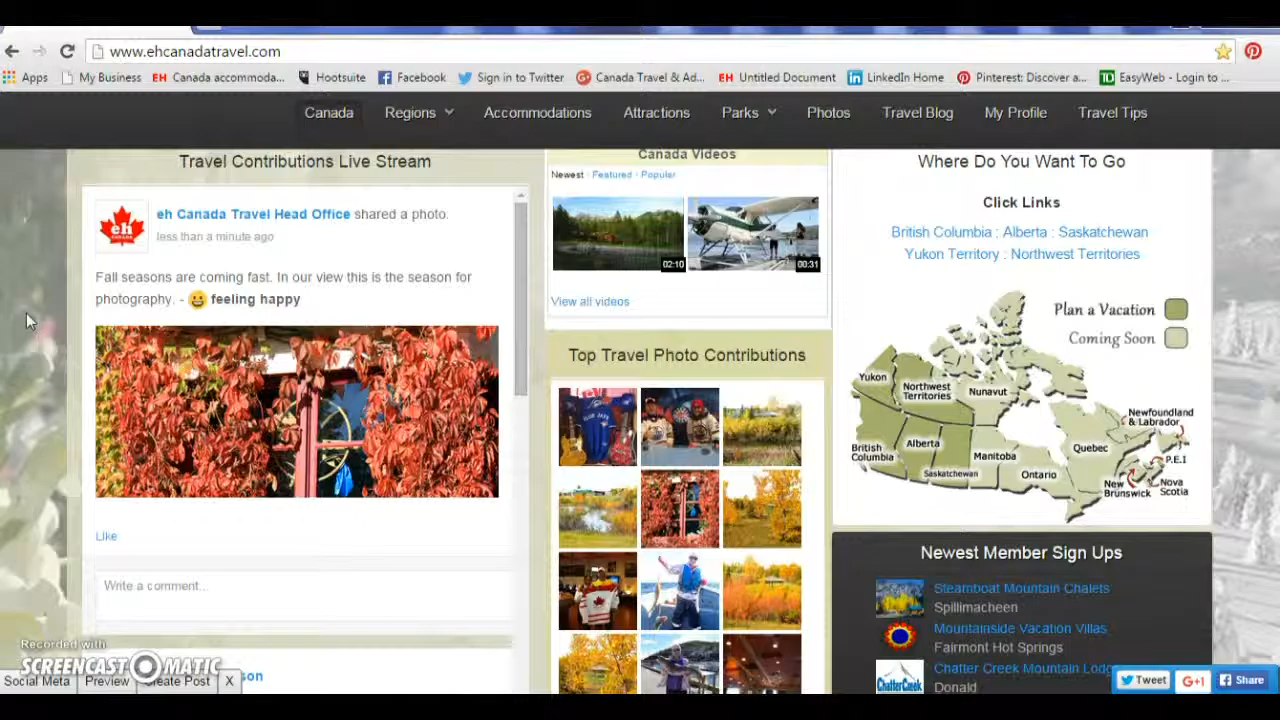 www.ehcanadatravel.com
Apps My Business EH Canada accommoda... Hootsuite Facebook Sign in to Twitter Canada Travel & Ad... EH Untitled Document LinkedIn Home Pinterest: Discover a... EasyWeb - Login to ...
Canada Regions Accommodations Attractions Parks Photos Travel Blog My Profile Travel Tips
Travel Contributions Live Stream
eh
CANADA
eh Canada Travel Head Office shared a photo.
less than a minute ago
Fall seasons are coming fast. In our view this is the season for
photography. - feeling happy
Like
Write a comment...
Canada Videos
Newest · Featured · Popular
02:10 00:31
View all videos
Top Travel Photo Contributions
Where Do You Want To Go
Click Links
British Columbia : Alberta : Saskatchewan
Yukon Territory : Northwest Territories
Plan a Vacation
Coming Soon
Yukon
Northwest
Territories
Nunavut
Newfoundland
& Labrador
British
Columbia
Alberta
Saskatchewan
Manitoba
Ontario
Quebec
P.E.I
New
Brunswick
Nova
Scotia
Newest Member Sign Ups
Steamboat Mountain Chalets
Spillimacheen
Mountainside Vacation Villas
Fairmont Hot Springs
Chatter Creek Mountain Lodg
Donald
ChatterCreek
Recorded with
SCREENCAST-O-MATIC
Social Meta Preview Create Post X
son
Tweet G+1 Share